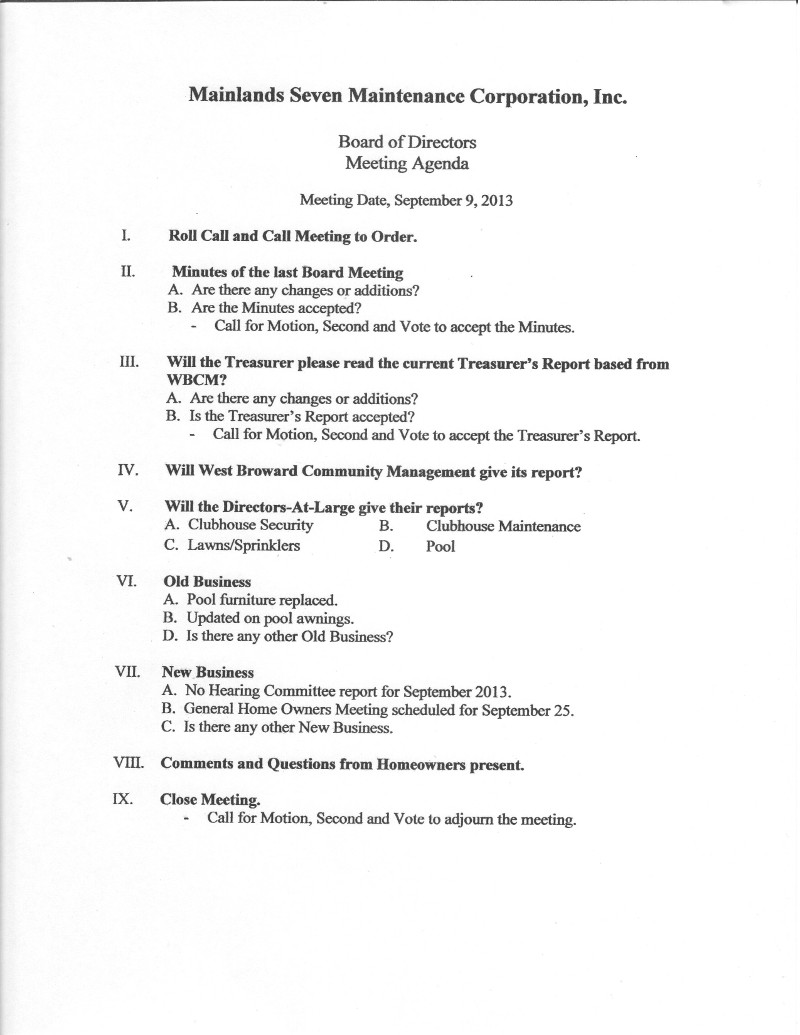 Mainlands Seven Maintenance Corporation, Inc.
Board of Directors
Meeting Agenda
Meeting Date, September 9, 2013
I. Roll Call and Call Meeting to Order.
II. Minutes of the last Board Meeting
A. Are there any changes or additions?
B. Are the Minutes accepted?
- Call for Motion, Second and Vote to accept the Minutes.
III. Will the Treasurer please read the current Treasurer's Report based from
WBCM?
A. Are there any changes or additions?
B. Is the Treasurer's Report accepted?
- Call for Motion, Second and Vote to accept the Treasurer's Report.
IV. Will West Broward Community Management give its report?
V. Will the Directors-At-Large give their reports?
A. Clubhouse Security B. Clubhouse Maintenance
C. Lawns/Sprinklers D. Pool
VI. Old Business
A. Pool furniture replaced.
B. Updated on pool awnings.
D. Is there any other Old Business?
VII. New Business
A. No Hearing Committee report for September 2013.
B. General Home Owners Meeting scheduled for September 25.
C. Is there any other New Business.
VIII. Comments and Questions from Homeowners present.
IX. Close Meeting.
- Call for Motion, Second and Vote to adjourn the meeting.